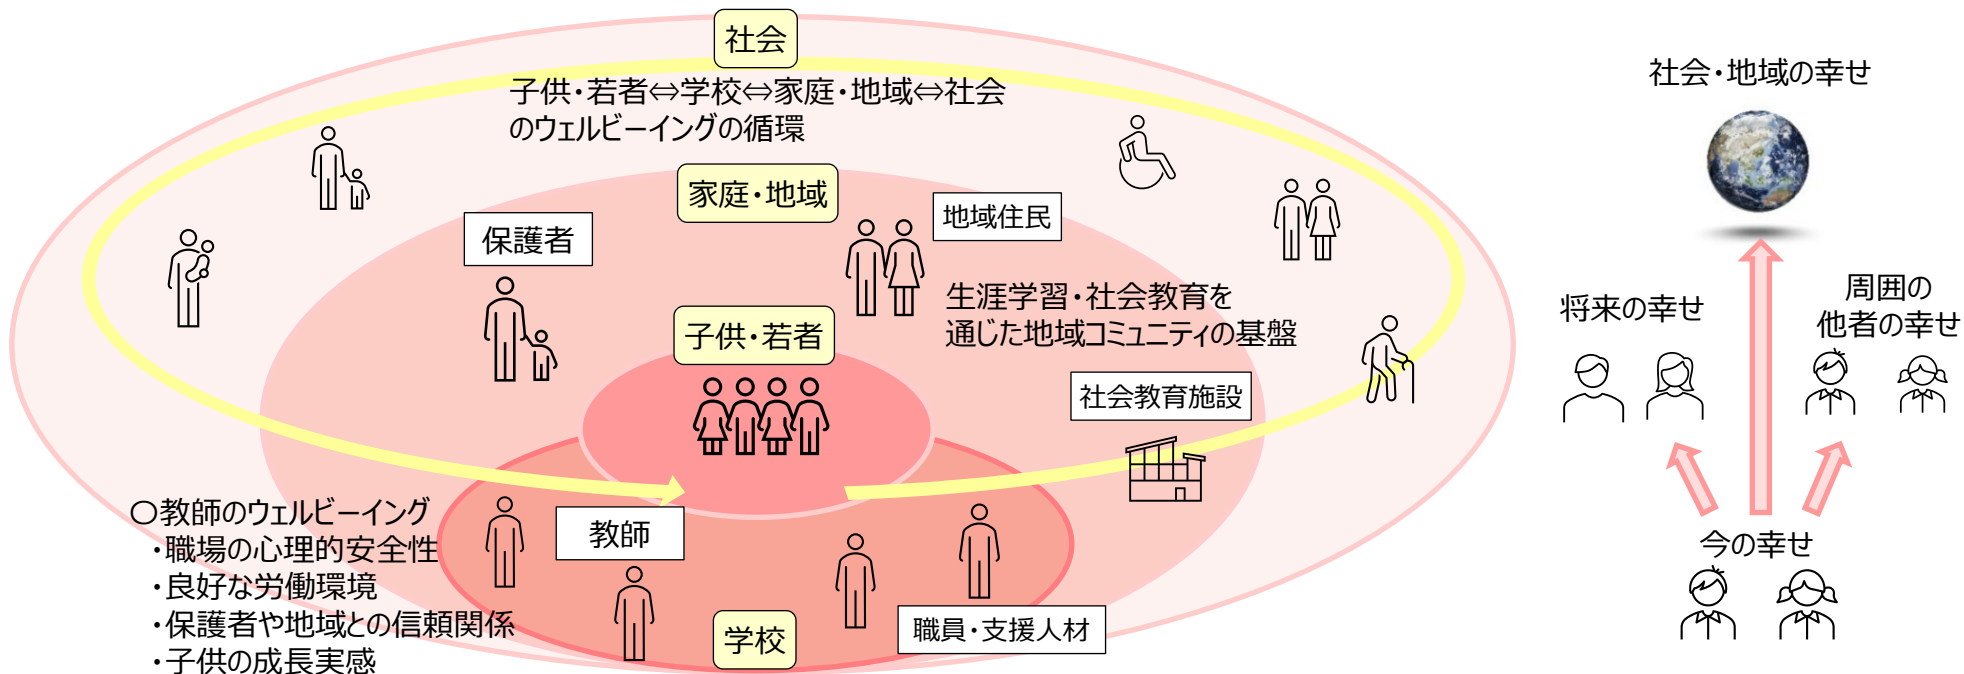 社会
子供・若者⇔学校⇔家庭・地域⇔社会
のウェルビーイングの循環
家庭・地域
地域住民
保護者
生涯学習・社会教育を
通じた地域コミュニティの基盤
子供・若者
社会教育施設
〇教師のウェルビーイング
・職場の心理的安全性
・良好な労働環境
・保護者や地域との信頼関係
・子供の成長実感
教師
職員・支援人材
学校
社会・地域の幸せ
将来の幸せ
周囲の
他者の幸せ
今の幸せ